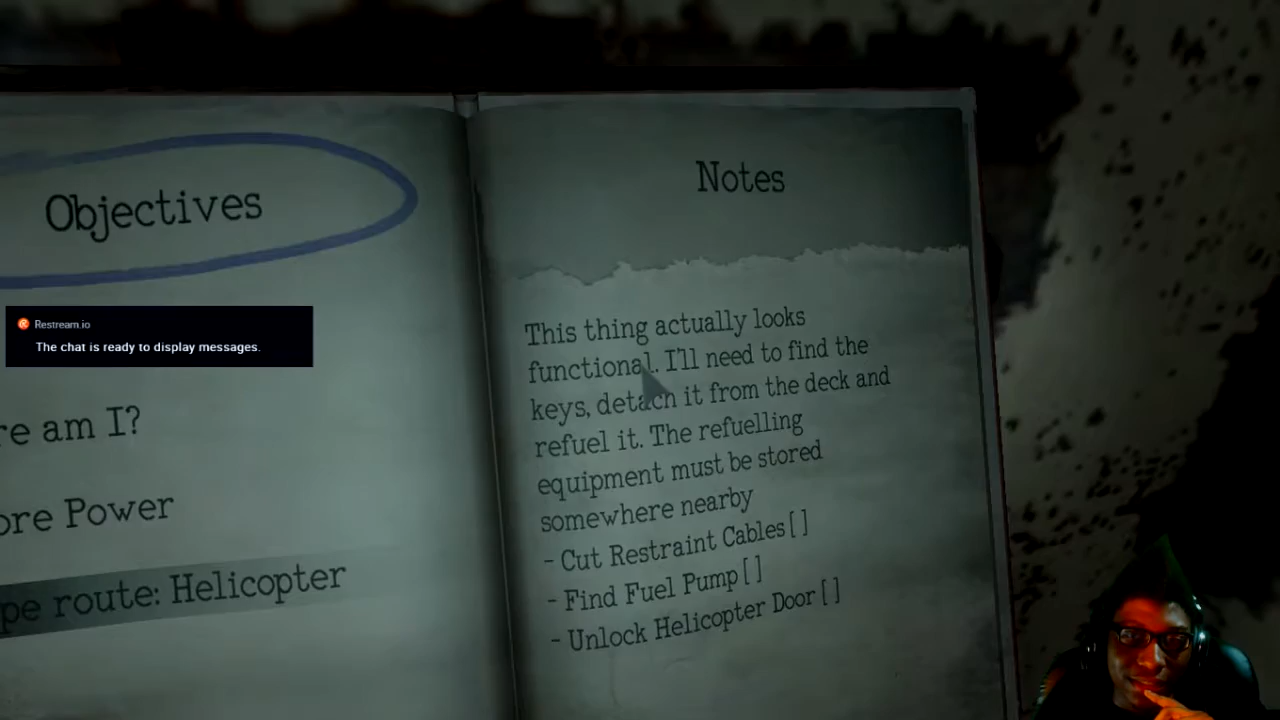 Objectives
Restream.io
The chat is ready to display messages.
re am I?
ore Power
pe route: Helicopter
Notes
This thing actually looks
functional. I'll need to find the
keys, detach it from the deck and
refuel it. The refuelling
equipment must be stored
somewhere nearby
- Cut Restraint Cables[ ]
- Find Fuel Pump[ ]
- Unlock Helicopter Door[ ]